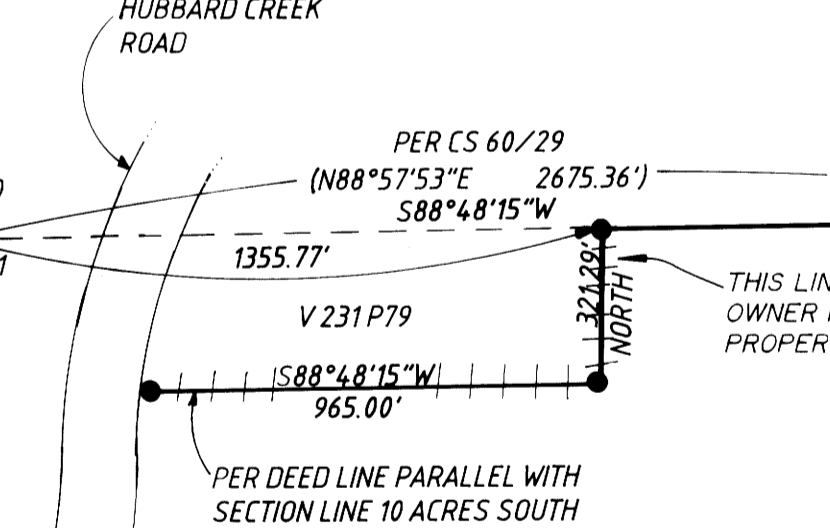 HUBBARD CREEK
ROAD
PER CS 60/29
(N88°57'53"E 2675.36')
S88°48'15"W
1355.77'
321.29'
NORTH
THIS LIN
OWNER
PROPER
V 231 P79
S88°48'15"W
965.00'
PER DEED LINE PARALLEL WITH
SECTION LINE 10 ACRES SOUTH